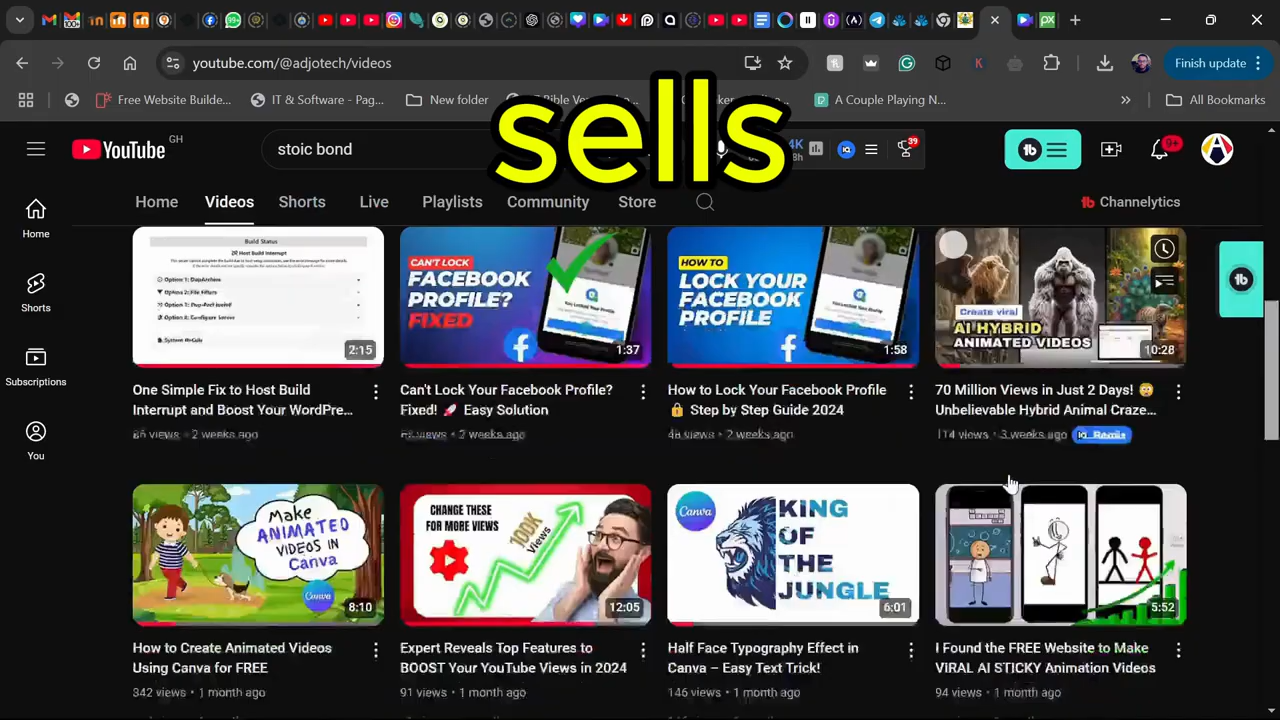 Finish update
youtube.com/@adjotech/videos
Free Website Builde...
IT & Software - Pag...
New folder
A Couple Playing N...
All Bookmarks
sells
YouTube
GH
stoic bond
39
9+
Home
Videos
Shorts
Live
Playlists
Community
Store
Channelytics
Home
Shorts
Subscriptions
You
Build Status
Host Build Interrupt
2:15
CAN'T LOCK
FACEBOOK
PROFILE?
FIXED
1:37
HOW TO
LOCK YOUR
FACEBOOK
PROFILE
1:58
Create viral
AI HYBRID
ANIMATED VIDEOS
10:28
One Simple Fix to Host Build
Interrupt and Boost Your WordPre...
2 weeks ago
Can't Lock Your Facebook Profile?
Fixed! 🚀 Easy Solution
2 weeks ago
How to Lock Your Facebook Profile
🔒 Step by Step Guide 2024
2 weeks ago
70 Million Views in Just 2 Days! 😳
Unbelievable Hybrid Animal Craze...
views • 3 weeks ago
Make
ANIMATED
VIDEOS IN
Canva
Canva
8:10
CHANGE THESE
FOR MORE VIEWS
100K
Views
12:05
Canva
KING
OF
THE
JUNGLE
6:01
5:52
How to Create Animated Videos
Using Canva for FREE
342 views • 1 month ago
Expert Reveals Top Features to
BOOST Your YouTube Views in 2024
91 views • 1 month ago
Half Face Typography Effect in
Canva – Easy Text Trick!
146 views • 1 month ago
I Found the FREE Website to Make
VIRAL AI STICKY Animation Videos
94 views • 1 month ago